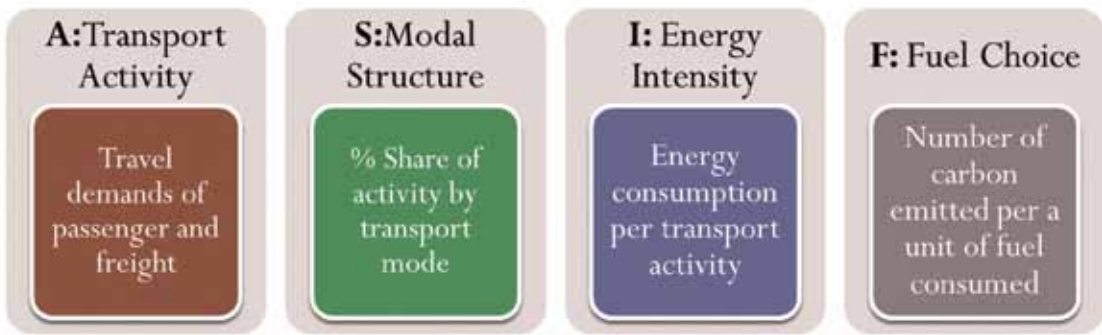 A:Transport
Activity
Travel
demands of
passenger and
freight
S:Modal
Structure
% Share of
activity by
transport
mode
I: Energy
Intensity
Energy
consumption
per transport
activity
F: Fuel Choice
Number of
carbon
emitted per a
unit of fuel
consumed